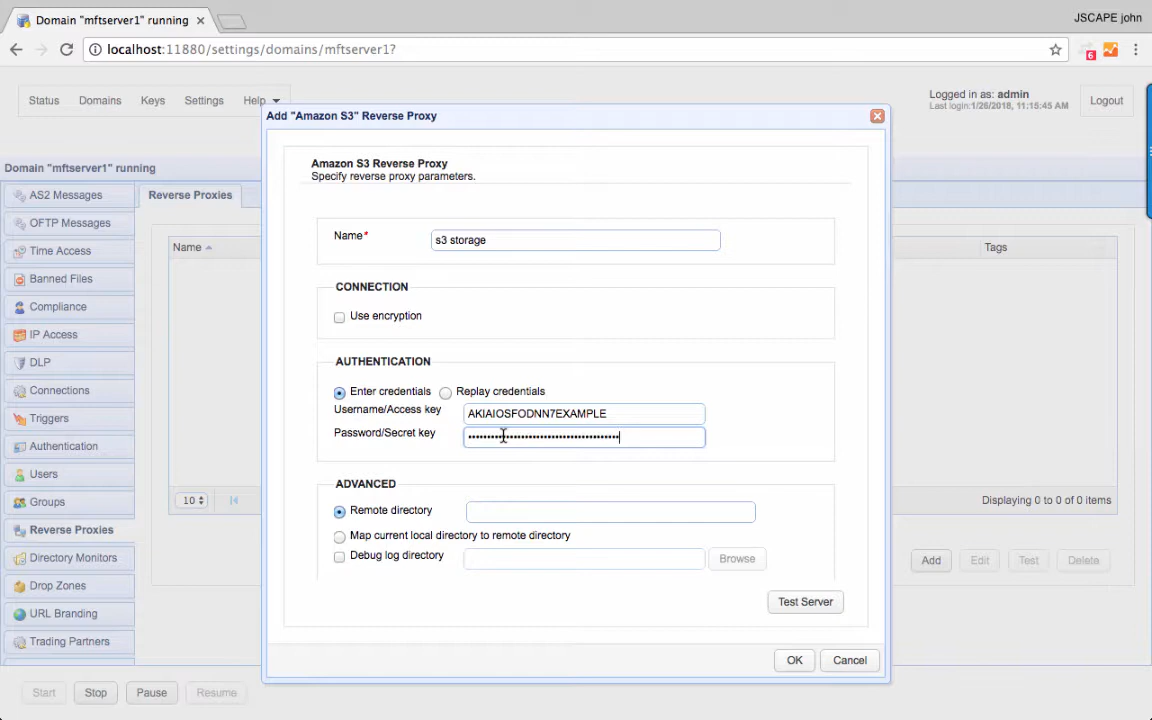 Domain "mftserver1" running
JSCAPE john
localhost:11880/settings/domains/mftserver1?
6
Status Domains Keys Settings Help
Logged in as: admin
Last login:1/26/2018, 11:15:45 AM
Logout
Domain "mftserver1" running
AS2 Messages
OFTP Messages
Time Access
Banned Files
Compliance
IP Access
DLP
Connections
Triggers
Authentication
Users
Groups
Reverse Proxies
Directory Monitors
Drop Zones
URL Branding
Trading Partners
Reverse Proxies
Name
Tags
10
Displaying 0 to 0 of 0 items
Add Edit Test Delete
Add "Amazon S3" Reverse Proxy
Amazon S3 Reverse Proxy
Specify reverse proxy parameters.
Name* s3 storage
CONNECTION
Use encryption
AUTHENTICATION
Enter credentials Replay credentials
Username/Access key AKIAIOSFODNN7EXAMPLE
Password/Secret key
ADVANCED
Remote directory
Map current local directory to remote directory
Debug log directory Browse
Test Server
OK Cancel
Start Stop Pause Resume